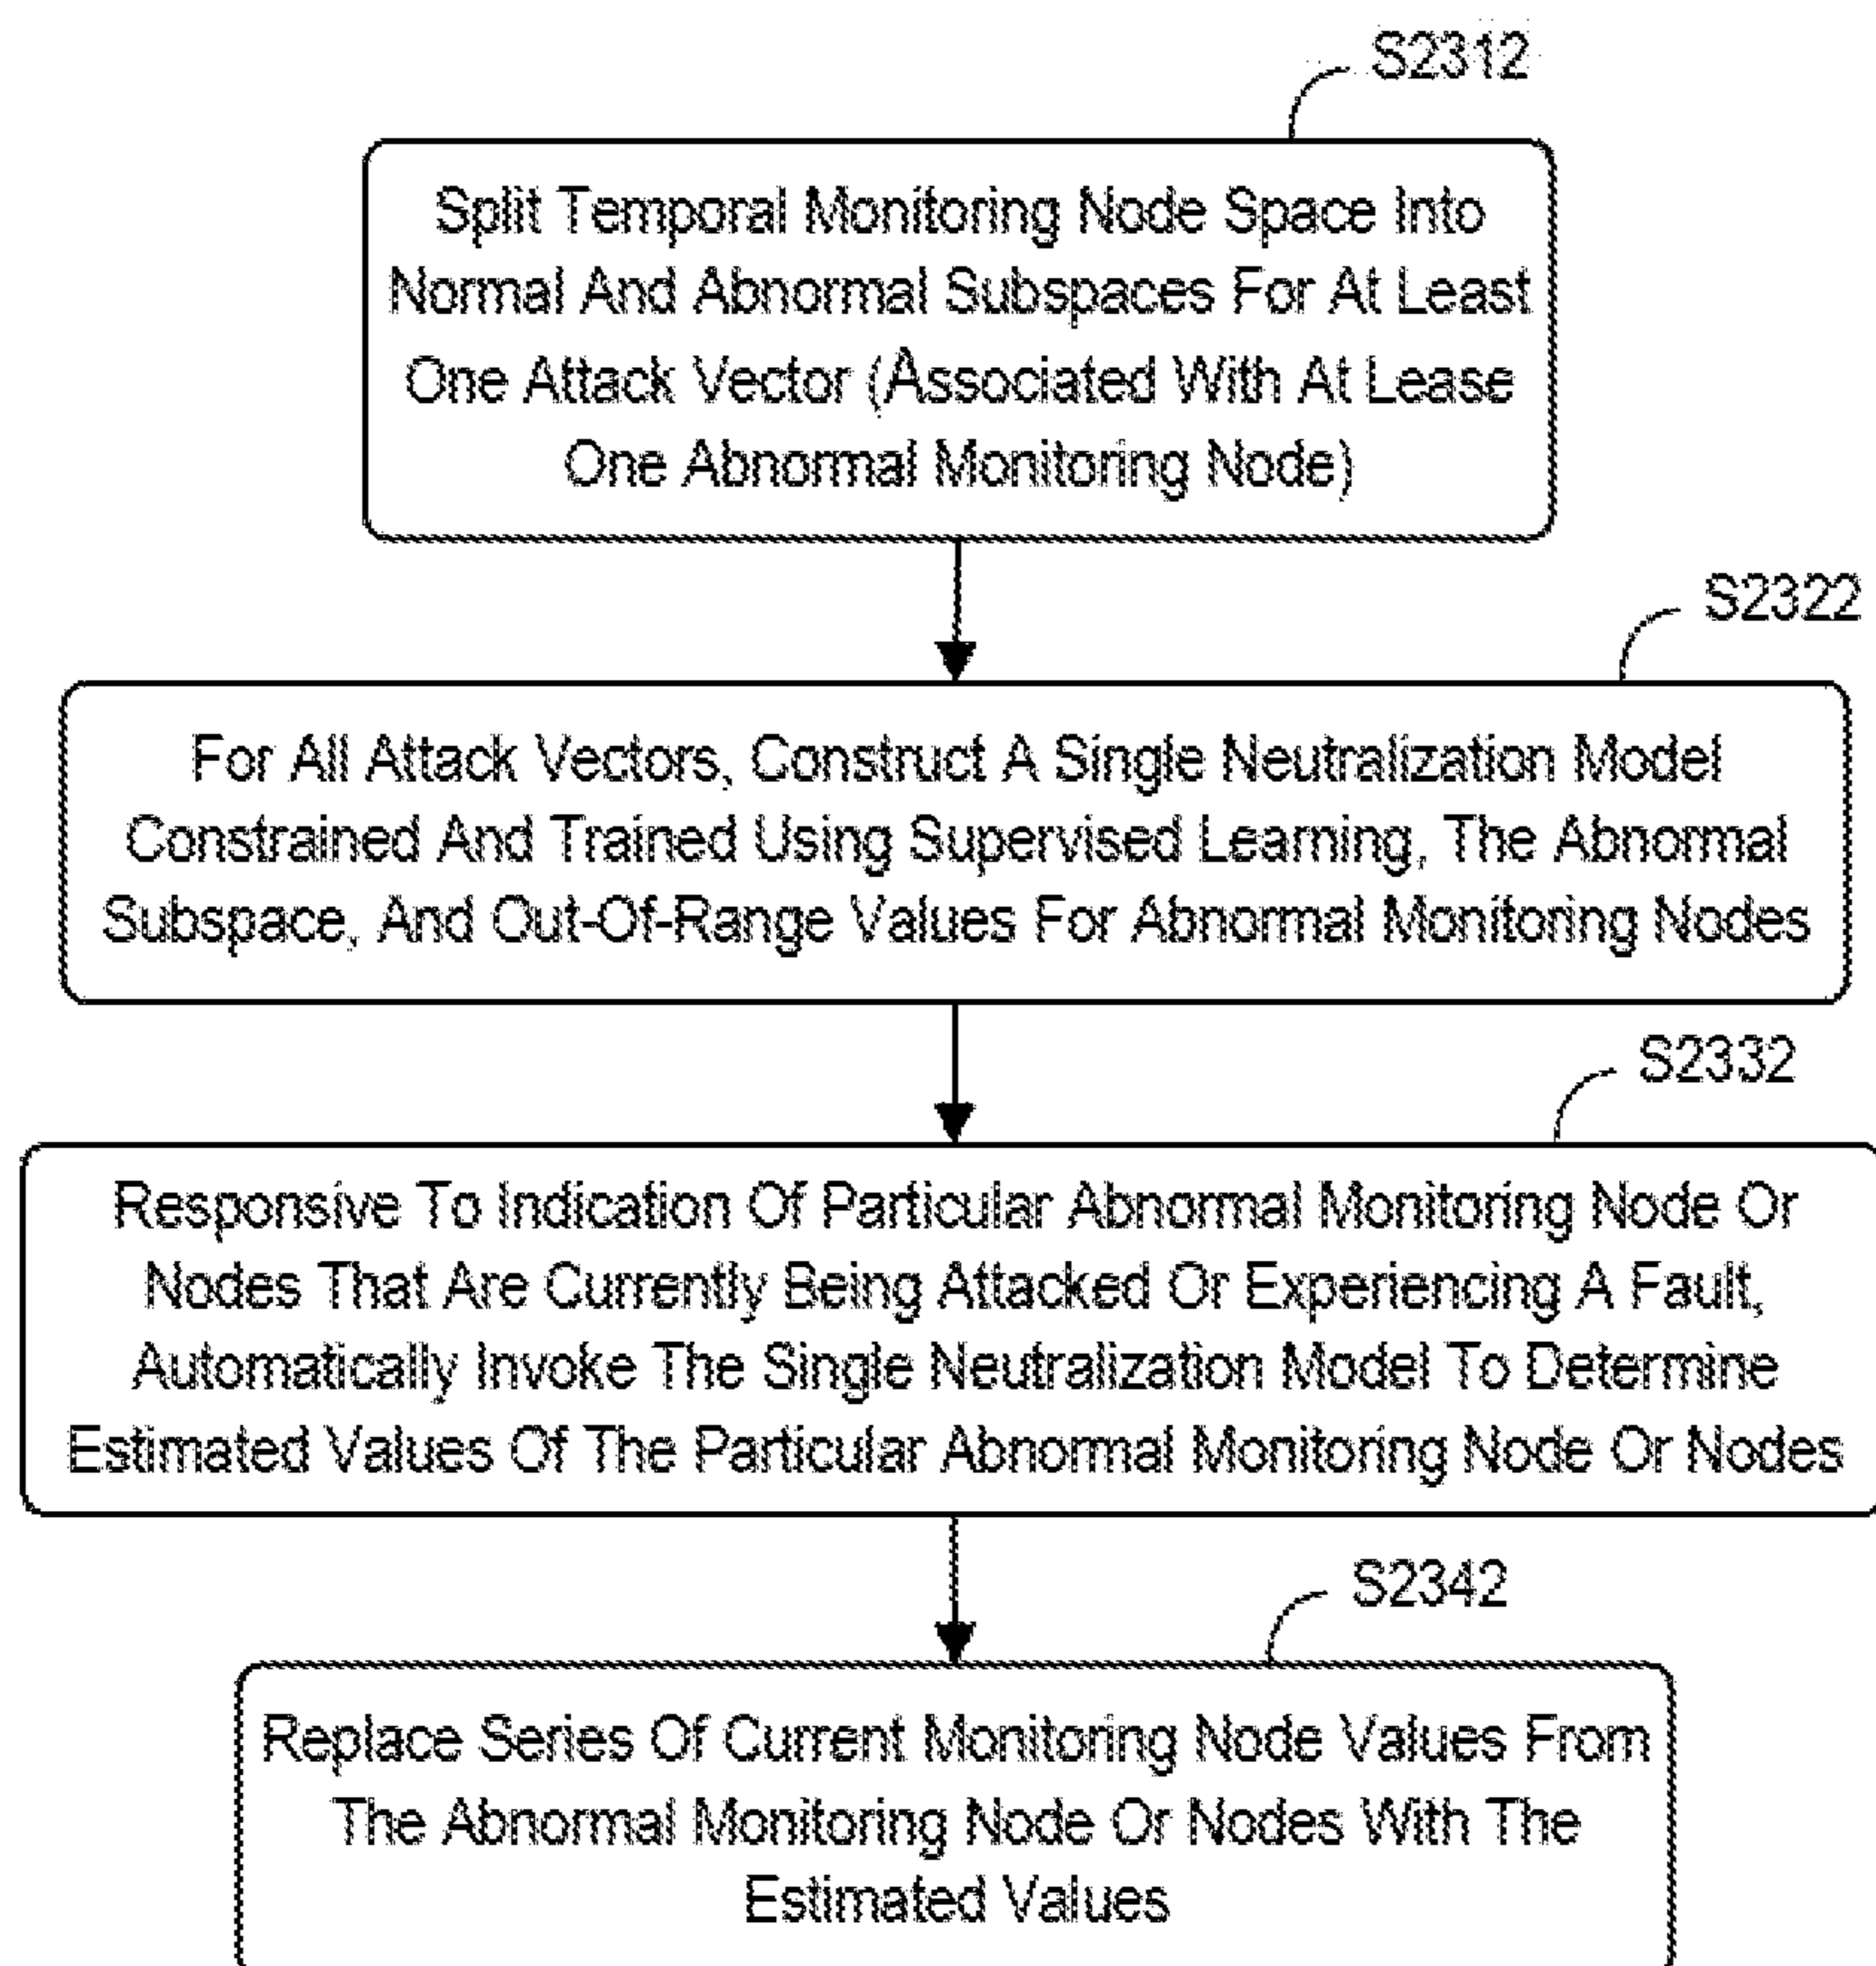 S2312
Split Temporal Monitoring Node Space Into
Normal And Abnormal Subspaces For At Least
One Attack Vector (Associated With At Lease
One Abnormal Monitoring Node)
S2322
For All Attack Vectors, Construct A Single Neutralization Model
Constrained And Trained Using Supervised Learning, The Abnormal
Subspace, And Out-Of-Range Values For Abnormal Monitoring Nodes
S2332
Responsive To Indication Of Particular Abnormal Monitoring Node Or
Nodes That Are Currently Being Attacked Or Experiencing A Fault,
Automatically Invoke The Single Neutralization Model To Determine
Estimated Values Of The Particular Abnormal Monitoring Node Or Nodes
S2342
Replace Series Of Current Monitoring Node Values From
The Abnormal Monitoring Node Or Nodes With The
Estimated Values